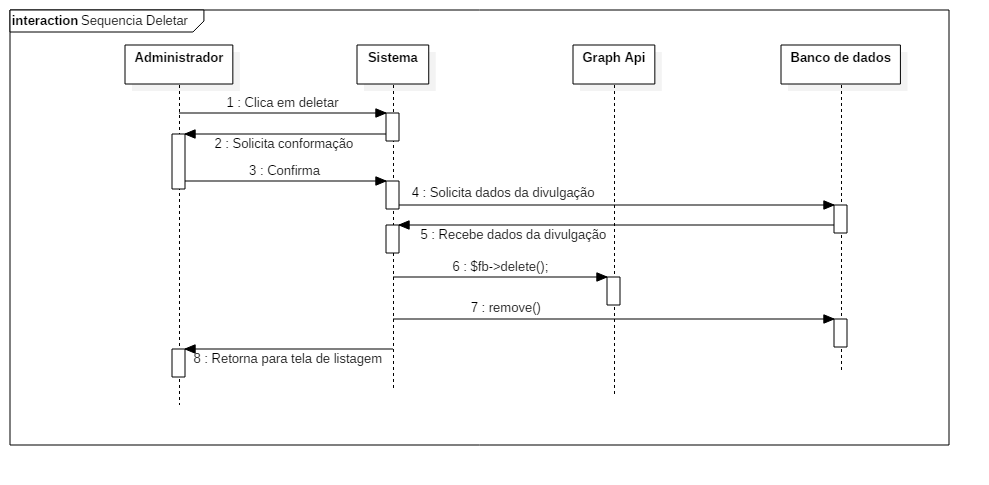 interaction Sequencia Deletar
Administrador
Sistema
Graph Api
Banco de dados
1 : Clica em deletar
2 : Solicita conformação
3 : Confirma
4 : Solicita dados da divulgação
5 : Recebe dados da divulgação
6 : $fb->delete();
7 : remove()
8 : Retorna para tela de listagem